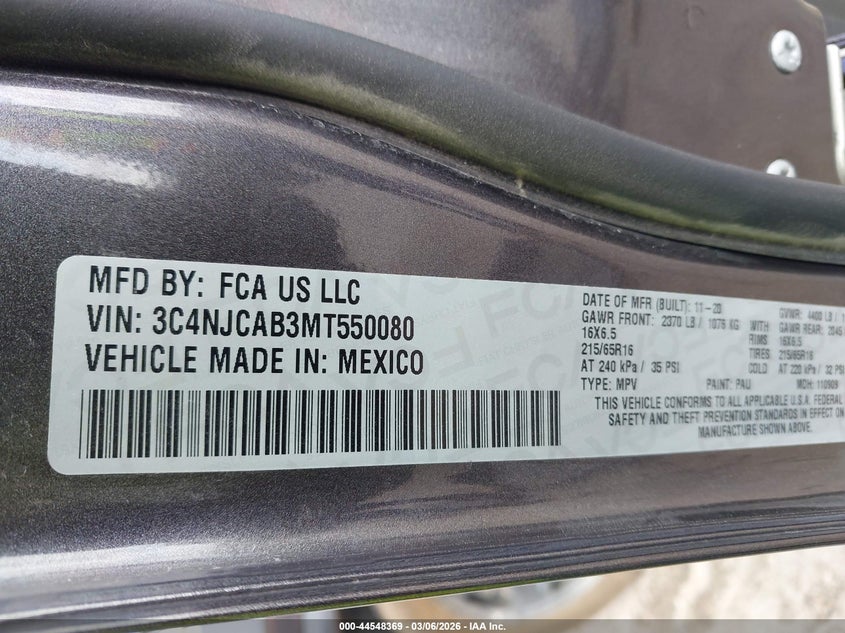 MFD BY: FCA US LLC
VIN: 3C4NJCAB3MT550080
VEHICLE MADE IN: MEXICO
DATE OF MFR (BUILT): 11-20 GVWR: 4400 LB /
GAWR FRONT: 2370 LB / 1075 KG WITH GAWR REAR: 2045
16X6.5 RIMS 16X6.5
215/65R16 TIRES 215/65R16
AT 240 kPa / 35 PSI COLD AT 220 kPa / 32 PSI
TYPE: MPV PAINT: PAU MDH: 110909
THIS VEHICLE CONFORMS TO ALL APPLICABLE U.S.A. FEDERAL
SAFETY AND THEFT PREVENTION STANDARDS IN EFFECT ON
MANUFACTURE SHOWN ABOVE.
000-44548369 - 03/06/2026 - IAA Inc.